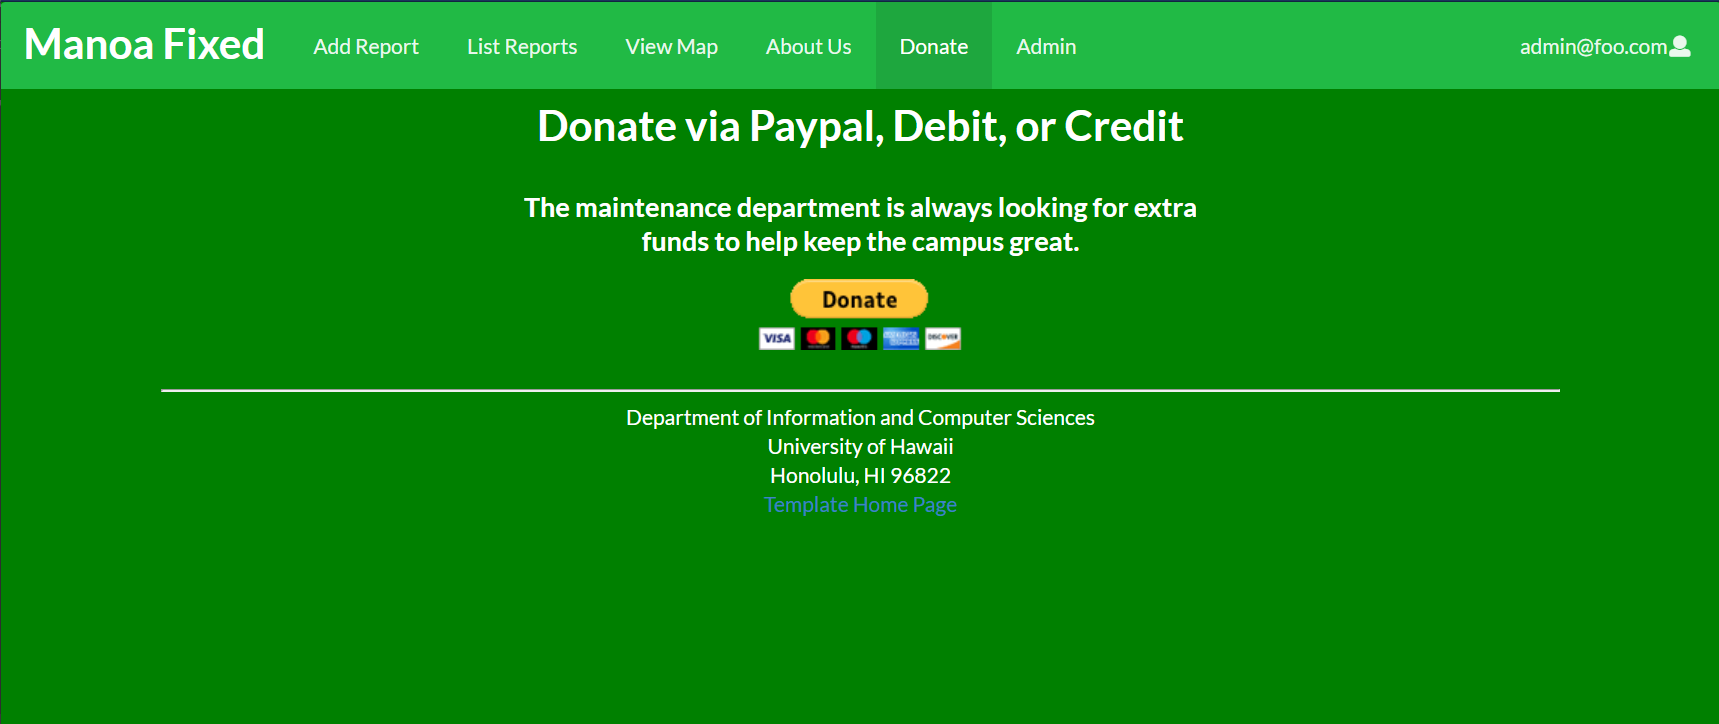 Manoa Fixed Add Report List Reports View Map About Us Donate Admin admin@foo.com
Donate via Paypal, Debit, or Credit
The maintenance department is always looking for extra
funds to help keep the campus great.
Donate
VISA DISCOVER
Department of Information and Computer Sciences
University of Hawaii
Honolulu, HI 96822
Template Home Page